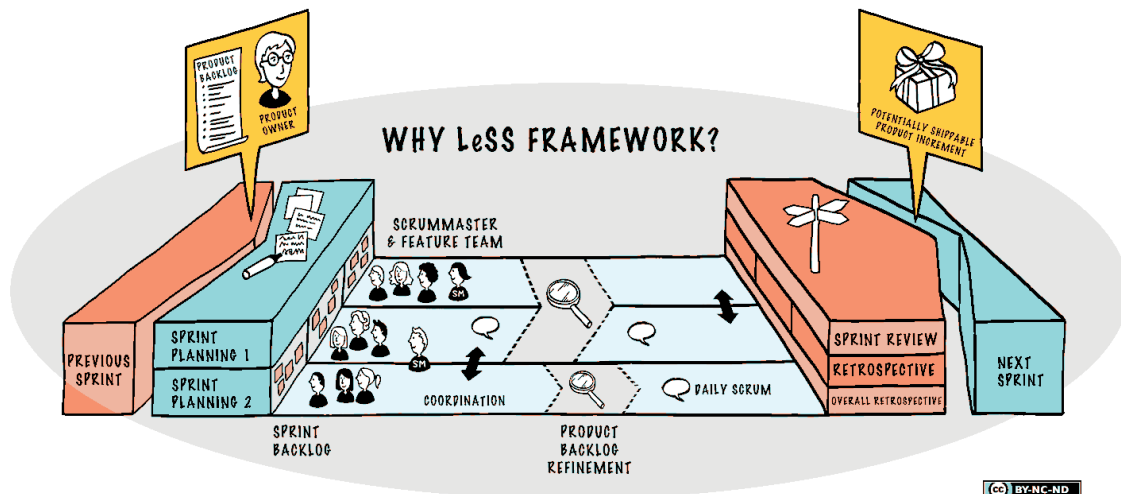 PRODUCT
BACKLOG
PRODUCT
OWNER
POTENTIALLY SHIPPABLE
PRODUCT INCREMENT
WHY LeSS FRAMEWORK?
SCRUMMASTER
& FEATURE TEAM
SM
SM
PREVIOUS
SPRINT
SPRINT
PLANNING 1
SPRINT
PLANNING 2
COORDINATION
DAILY SCRUM
SPRINT REVIEW
RETROSPECTIVE
OVERALL RETROSPECTIVE
NEXT
SPRINT
SPRINT
BACKLOG
PRODUCT
BACKLOG
REFINEMENT
cc BY-NC-ND